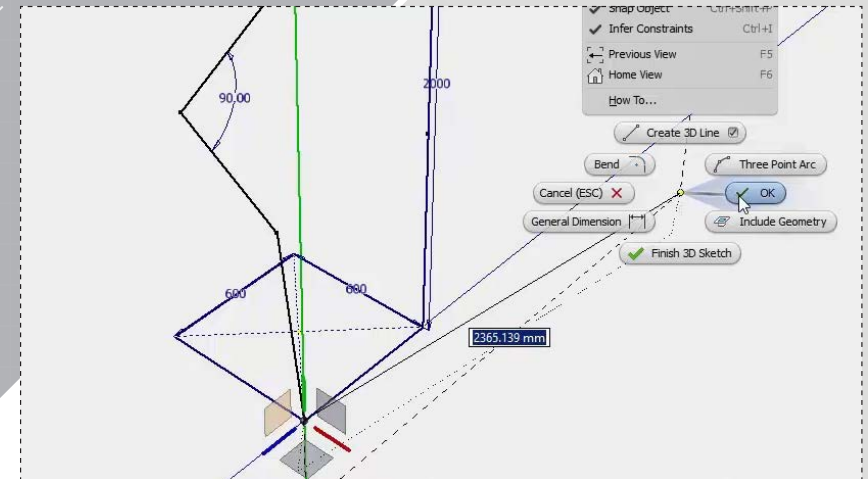 Snap Object Ctrl+Shift+P
Infer Constraints Ctrl+I
Previous View F5
Home View F6
How To...
Create 3D Line
Bend
Three Point Arc
Cancel (ESC)
OK
General Dimension
Include Geometry
Finish 3D Sketch
90,00
2000
600
600
2365.139 mm